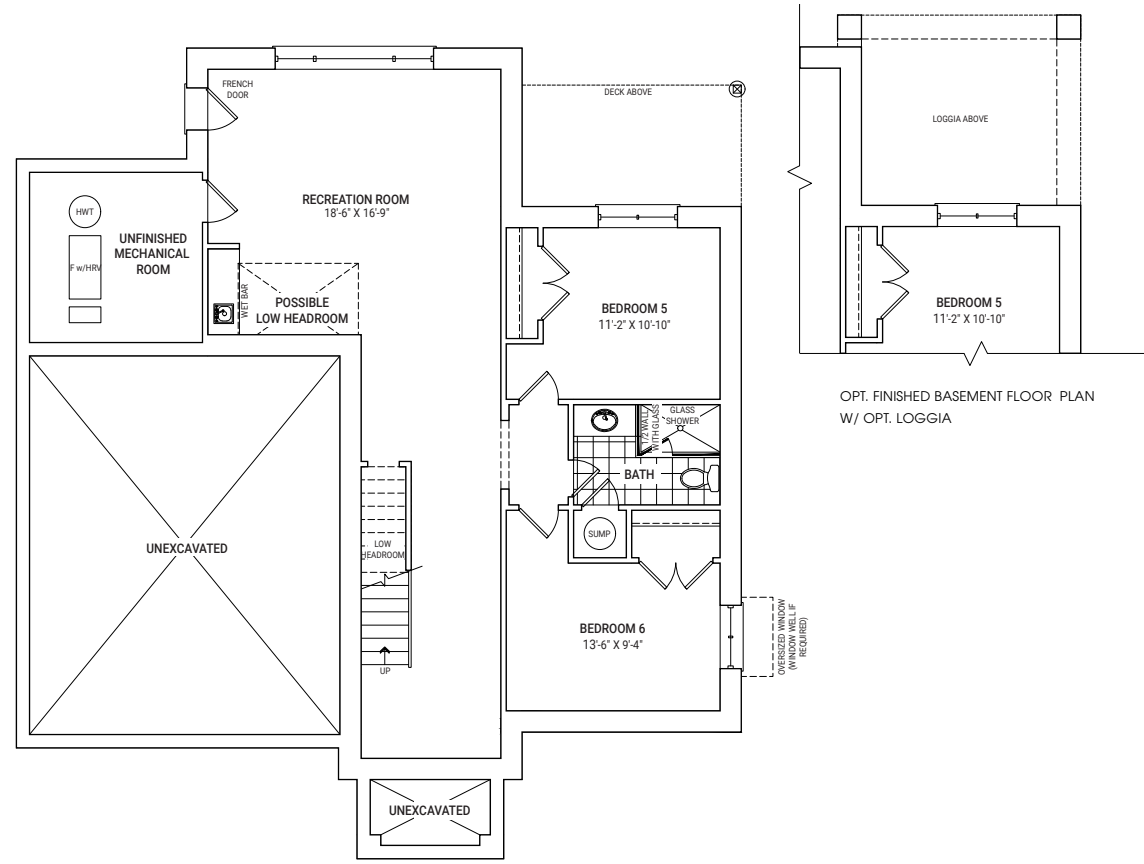 FRENCH
DOOR
DECK ABOVE
LOGGIA ABOVE
RECREATION ROOM
18'-6" X 16'-9"
HWT
UNFINISHED
MECHANICAL
ROOM
F w/HRV
WET BAR
POSSIBLE
LOW HEADROOM
BEDROOM 5
11'-2" X 10'-10"
BEDROOM 5
11'-2" X 10'-10"
OPT. FINISHED BASEMENT FLOOR PLAN
W/ OPT. LOGGIA
1/2 WALL
WITH GLASS
GLASS
SHOWER
BATH
SUMP
UNEXCAVATED
LOW
HEADROOM
UP
BEDROOM 6
13'-6" X 9'-4"
OVERSIZED WINDOW
(WINDOW WELL IF
REQUIRED)
UNEXCAVATED